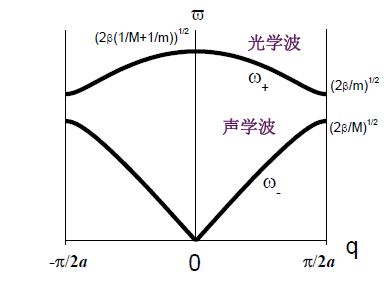 ϖ
(2β(1/M+1/m))^{1/2}
光学波
ω₊
(2β/m)^{1/2}
声学波
(2β/M)^{1/2}
ω₋
q
-π/2a
0
π/2a